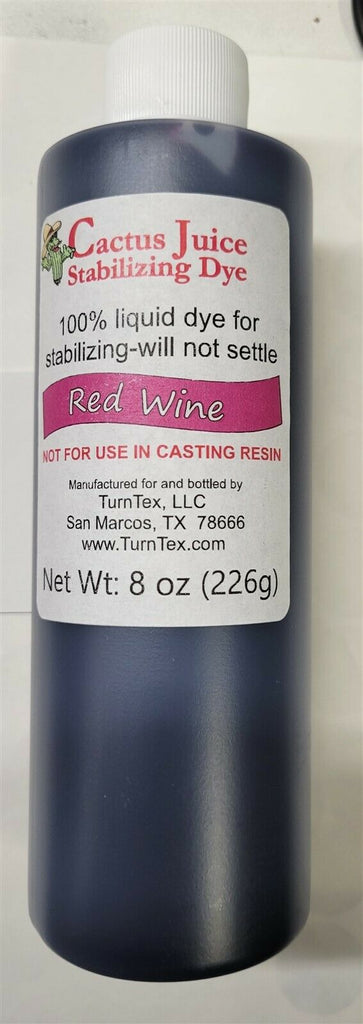 Cactus Juice
Stabilizing Dye
100% liquid dye for
stabilizing-will not settle
Red Wine
NOT FOR USE IN CASTING RESIN
Manufactured for and bottled by
TurnTex, LLC
San Marcos, TX 78666
www.TurnTex.com
Net Wt: 8 oz (226g)